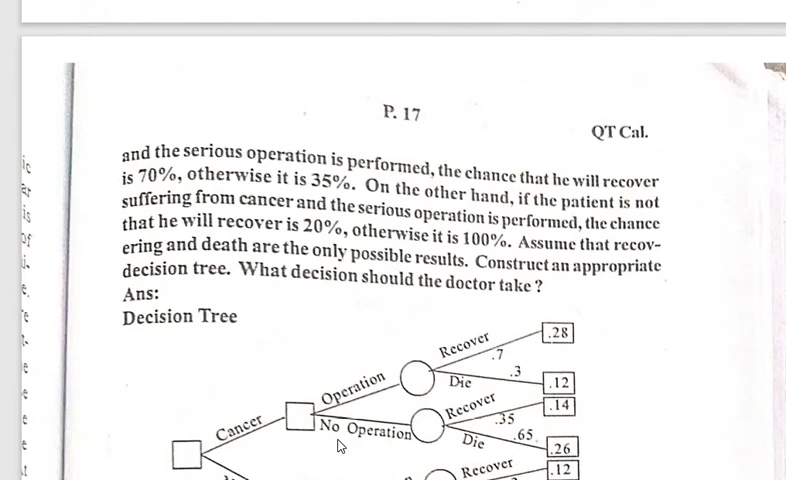 P. 17
QT Cal.
and the serious operation is performed, the chance that he will recover
is 70%, otherwise it is 35%. On the other hand, if the patient is not
suffering from cancer and the serious operation is performed, the chance
that he will recover is 20%, otherwise it is 100%. Assume that recov-
ering and death are the only possible results. Construct an appropriate
decision tree. What decision should the doctor take ?
Ans:
Decision Tree
Recover
.7
.28
Operation
Die
.3
.12
Cancer
No Operation
Recover
.35
.14
Die
.65
.26
Recover
.12